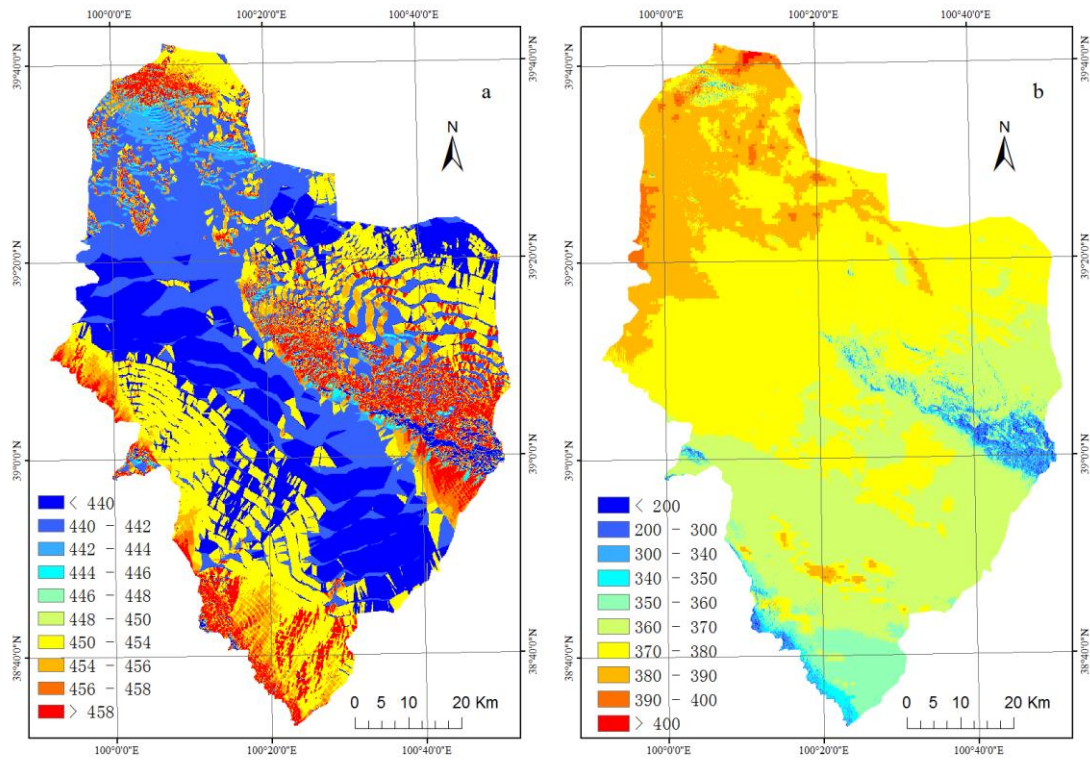 100°0'0"E 100°20'0"E 100°40'0"E
39°40'0"N
39°20'0"N
39°0'0"N
38°40'0"N
a
N
< 440
440 - 442
442 - 444
444 - 446
446 - 448
448 - 450
450 - 454
454 - 456
456 - 458
> 458
0 5 10 20 Km
39°40'0"N
39°20'0"N
39°0'0"N
38°40'0"N
100°0'0"E 100°20'0"E 100°40'0"E
100°0'0"E 100°20'0"E 100°40'0"E
39°40'0"N
39°20'0"N
39°0'0"N
38°40'0"N
b
N
< 200
200 - 300
300 - 340
340 - 350
350 - 360
360 - 370
370 - 380
380 - 390
390 - 400
> 400
0 5 10 20 Km
39°40'0"N
39°20'0"N
39°0'0"N
38°40'0"N
100°0'0"E 100°20'0"E 100°40'0"E